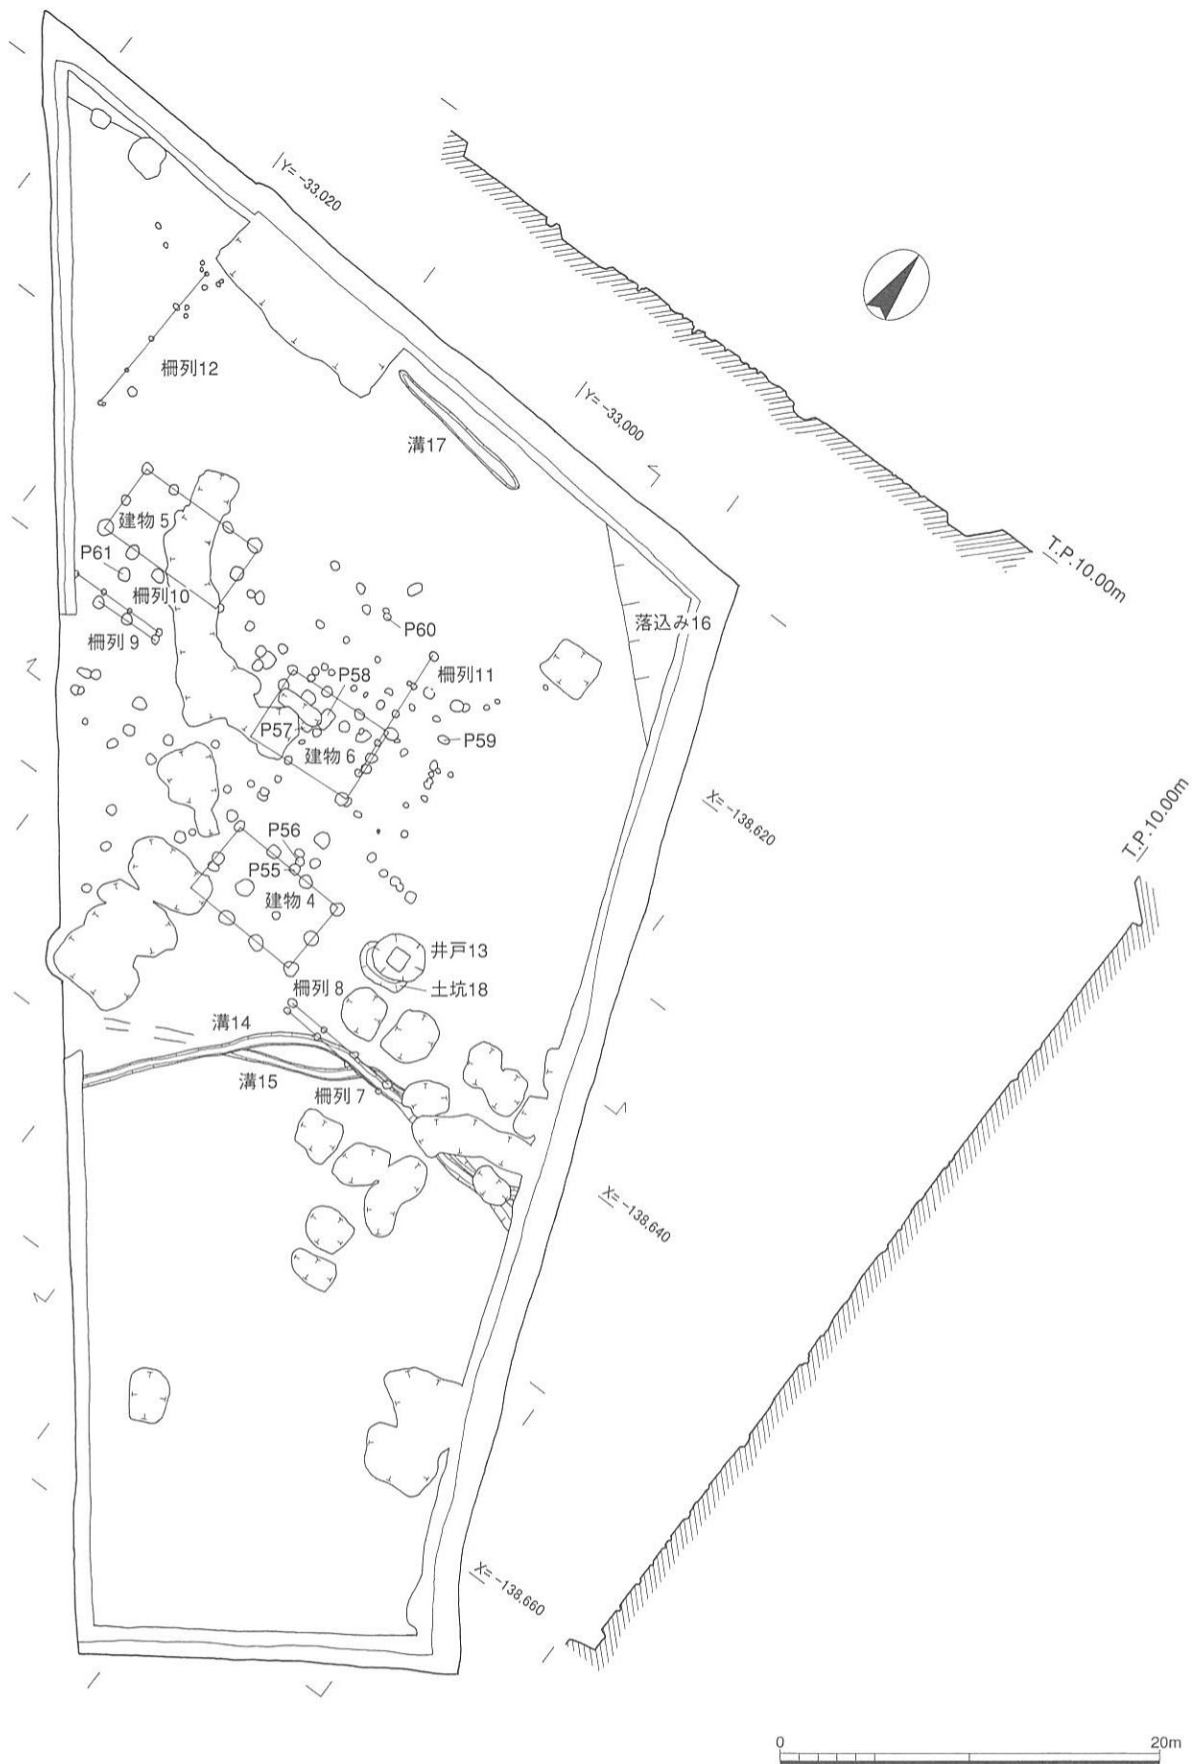 Y= -33,020
Y= -33,000
T.P.10.00m
柵列12
溝17
建物5
P61
柵列10
柵列9
P60
落込み16
柵列11
P58
P57
P59
建物6
X= -138,620
T.P.10.00m
P56
P55
建物4
井戸13
土坑18
柵列8
溝14
溝15
柵列7
X= -138,640
X= -138,660
0 20m